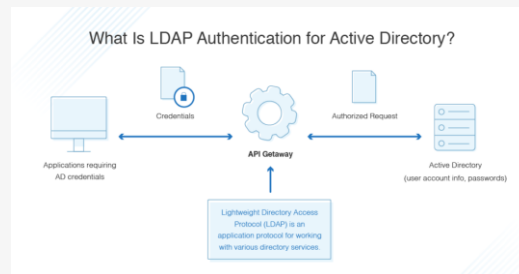 What Is LDAP Authentication for Active Directory?
Credentials
Authorized Request
API Getaway
Applications requiring
AD credentials
Active Directory
(user account info, passwords)
Lightweight Directory Access
Protocol (LDAP) is an
application protocol for working
with various directory services.